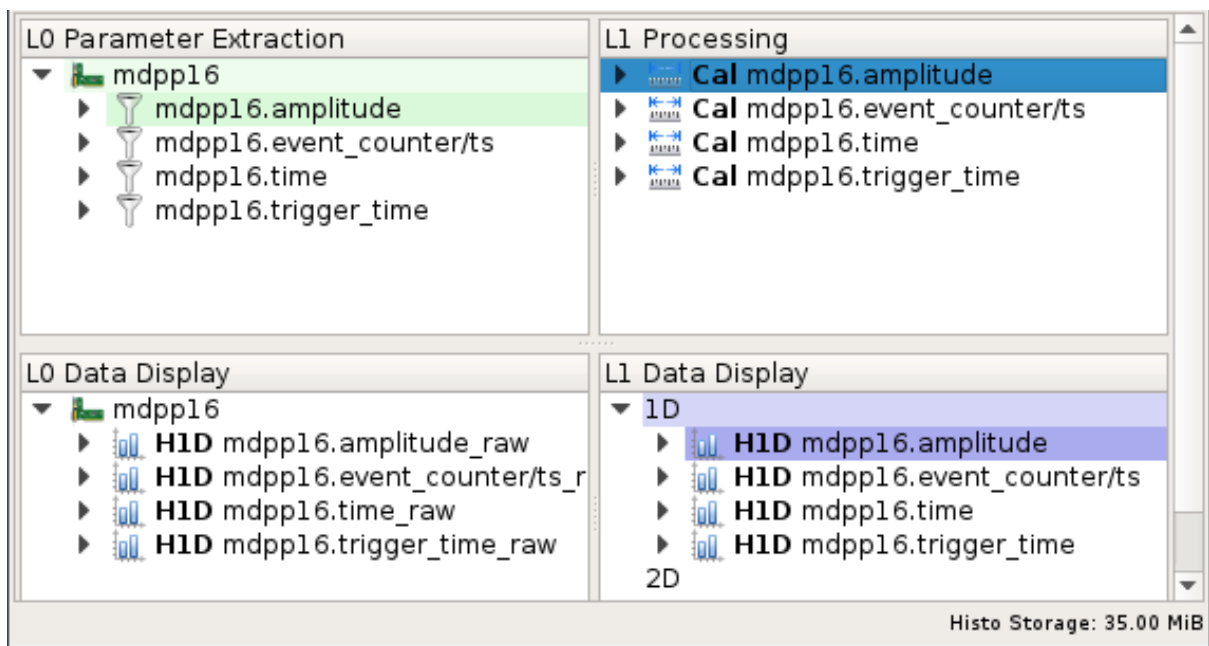 L0 Parameter Extraction
mdpp16
mdpp16.amplitude
mdpp16.event_counter/ts
mdpp16.time
mdpp16.trigger_time
L1 Processing
Cal mdpp16.amplitude
Cal mdpp16.event_counter/ts
Cal mdpp16.time
Cal mdpp16.trigger_time
L0 Data Display
mdpp16
H1D mdpp16.amplitude_raw
H1D mdpp16.event_counter/ts_r
H1D mdpp16.time_raw
H1D mdpp16.trigger_time_raw
L1 Data Display
1D
H1D mdpp16.amplitude
H1D mdpp16.event_counter/ts
H1D mdpp16.time
H1D mdpp16.trigger_time
2D
Histo Storage: 35.00 MiB